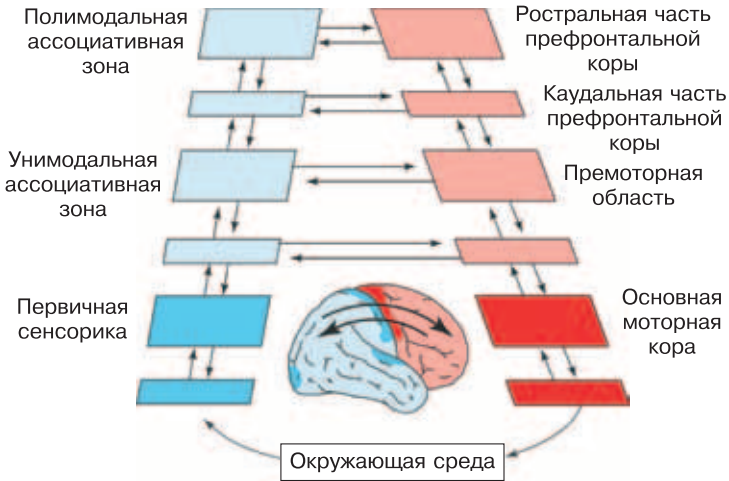 Полимодальная
ассоциативная
зона
Ростральная часть
префронтальной
коры
Каудальная часть
префронтальной
коры
Унимодальная
ассоциативная
зона
Премоторная
область
Первичная
сенсорика
Основная
моторная
кора
Окружающая среда